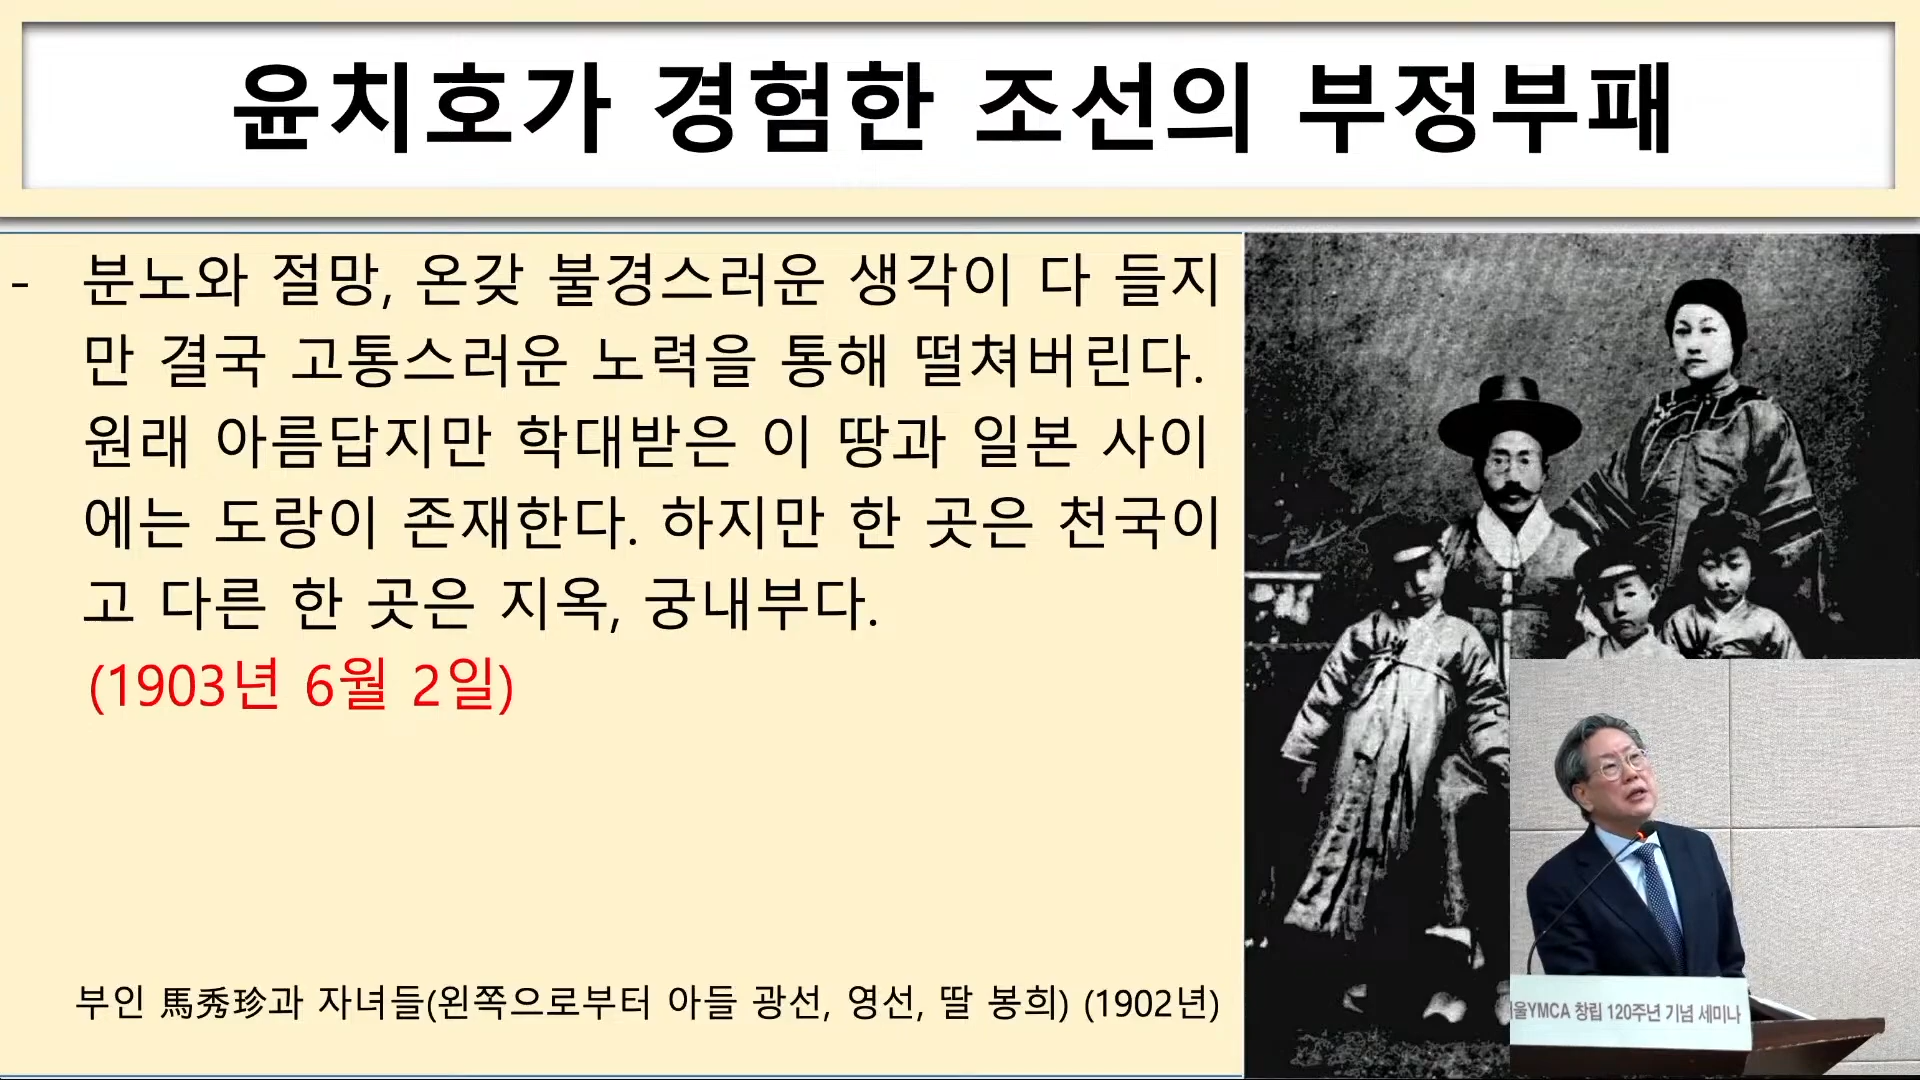 윤치호가 경험한 조선의 부정부패
- 분노와 절망, 온갖 불경스러운 생각이 다 들지
만 결국 고통스러운 노력을 통해 떨쳐버린다.
원래 아름답지만 학대받은 이 땅과 일본 사이
에는 도랑이 존재한다. 하지만 한 곳은 천국이
고 다른 한 곳은 지옥, 궁내부다.
(1903년 6월 2일)
부인 馬秀珍과 자녀들(왼쪽으로부터 아들 광선, 영선, 딸 봉희) (1902년)
울YMCA 창립 120주년 기념 세미나